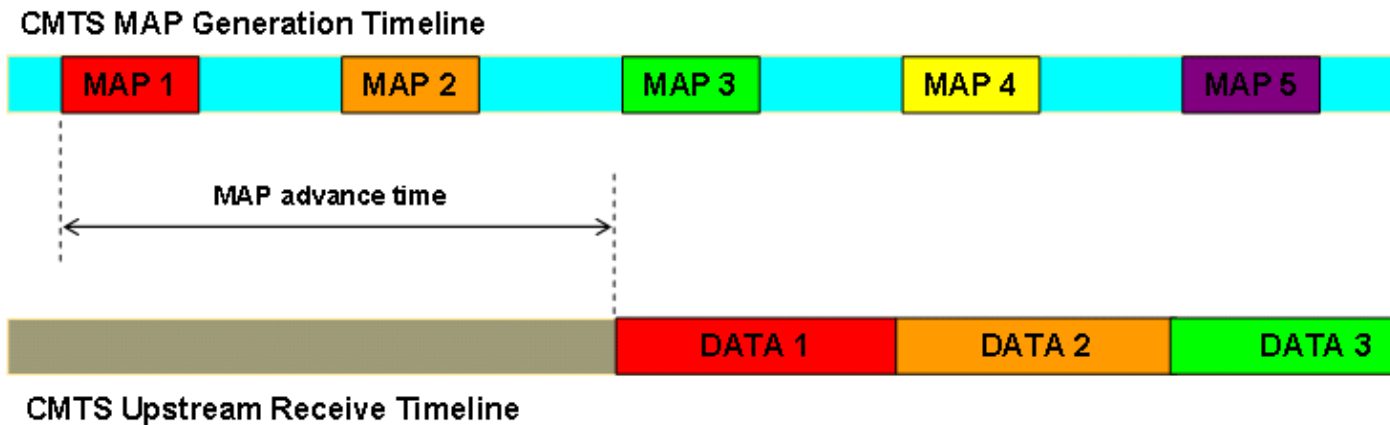 CMTS MAP Generation Timeline
MAP 1 MAP 2 MAP 3 MAP 4 MAP 5
MAP advance time
DATA 1 DATA 2 DATA 3
CMTS Upstream Receive Timeline